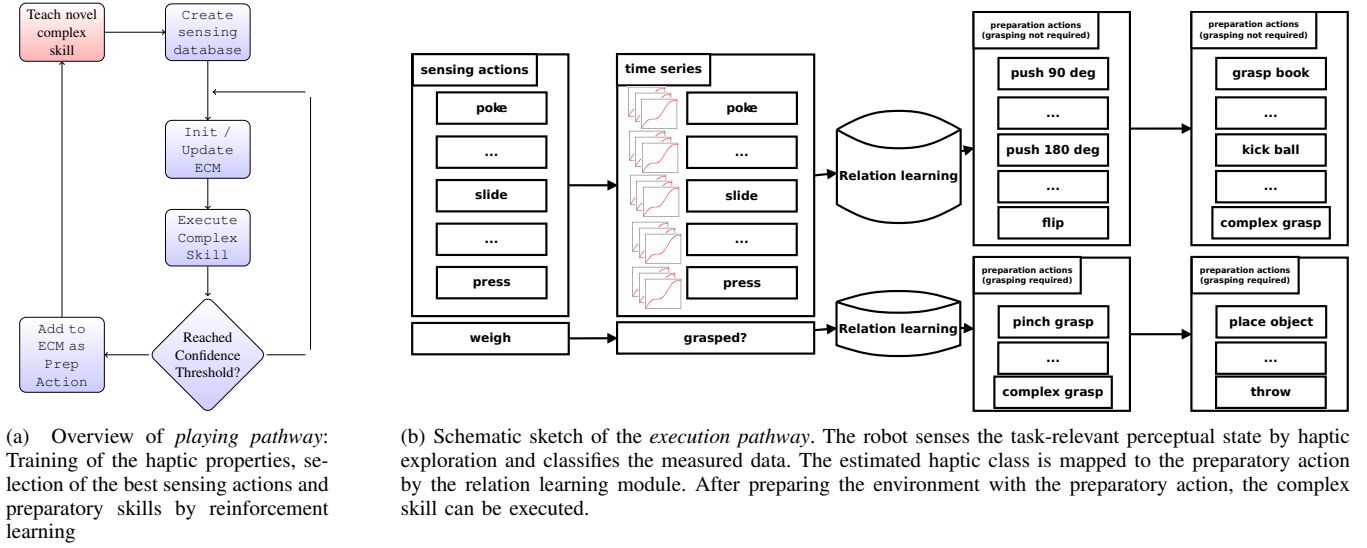 Teach novel
complex
skill
Create
sensing
database
Init /
Update
ECM
Execute
Complex
Skill
Reached
Confidence
Threshold?
Add to
ECM as
Prep
Action
(a) Overview of playing pathway:
Training of the haptic properties, se-
lection of the best sensing actions and
preparatory skills by reinforcement
learning
sensing actions
poke
...
slide
...
press
weigh
time series
poke
...
slide
...
press
grasped?
Relation learning
Relation learning
preparation actions
(grasping not required)
push 90 deg
...
push 180 deg
...
flip
preparation actions
(grasping not required)
grasp book
...
kick ball
...
complex grasp
preparation actions
(grasping required)
pinch grasp
...
complex grasp
preparation actions
(grasping required)
place object
...
throw
(b) Schematic sketch of the execution pathway. The robot senses the task-relevant perceptual state by haptic
exploration and classifies the measured data. The estimated haptic class is mapped to the preparatory action
by the relation learning module. After preparing the environment with the preparatory action, the complex
skill can be executed.